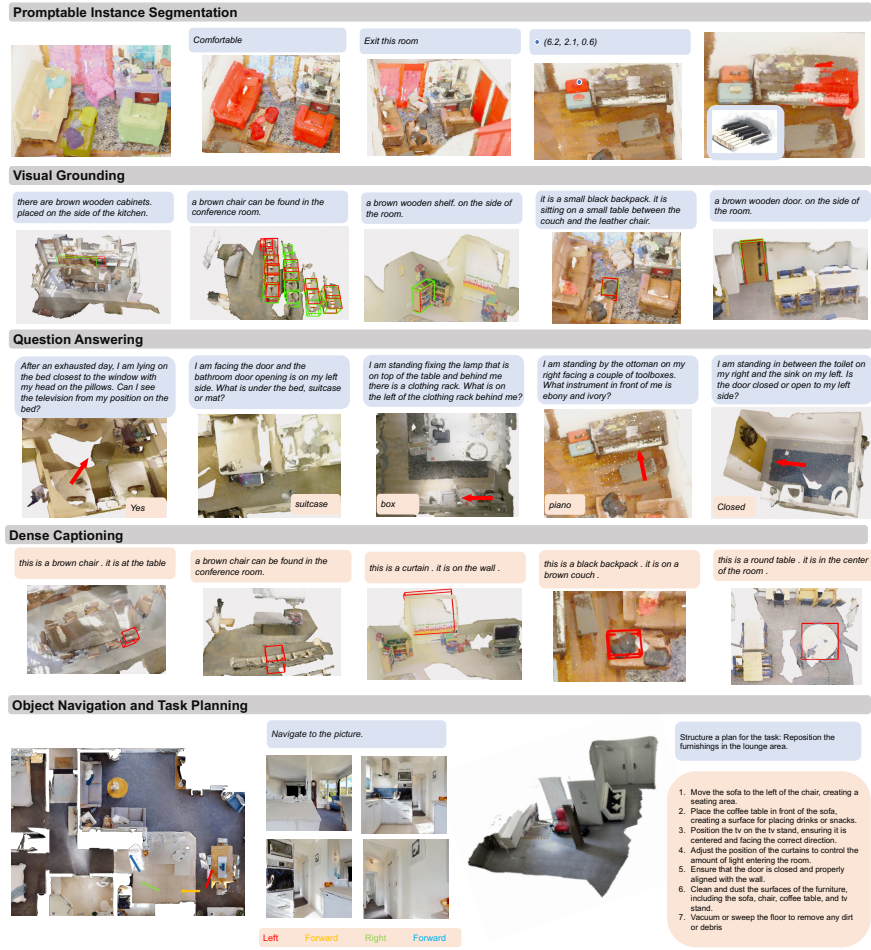 Promptable Instance Segmentation
Comfortable
Exit this room
(6.2, 2.1, 0.6)
Visual Grounding
there are brown wooden cabinets.
placed on the side of the kitchen.
a brown chair can be found in the
conference room.
a brown wooden shelf. on the side of
the room.
it is a small black backpack. it is
sitting on a small table between the
couch and the leather chair.
a brown wooden door. on the side of
the room.
Question Answering
After an exhausted day, I am lying on
the bed closest to the window with
my head on the pillows. Can I see
the television from my position on the
bed?
Yes
I am facing the door and the
bathroom door opening is on my left
side. What is under the bed, suitcase
or mat?
suitcase
I am standing fixing the lamp that is
on top of the table and behind me
there is a clothing rack. What is on
the left of the clothing rack behind me?
box
I am standing by the ottoman on my
right facing a couple of toolboxes.
What instrument in front of me is
ebony and ivory?
piano
I am standing in between the toilet on
my right and the sink on my left. Is
the door closed or open to my left
side?
Closed
Dense Captioning
this is a brown chair . it is at the table
a brown chair can be found in the
conference room.
this is a curtain . it is on the wall .
this is a black backpack . it is on a
brown couch .
this is a round table . it is in the center
of the room .
Object Navigation and Task Planning
Navigate to the picture.
Left Forward Right Forward
Structure a plan for the task: Reposition the
furnishings in the lounge area.
1. Move the sofa to the left of the chair, creating a
seating area.
2. Place the coffee table in front of the sofa,
creating a surface for placing drinks or snacks.
3. Position the tv on the tv stand, ensuring it is
centered and facing the correct direction.
4. Adjust the position of the curtains to control the
amount of light entering the room.
5. Ensure that the door is closed and properly
aligned with the wall.
6. Clean and dust the surfaces of the furniture,
including the sofa, chair, coffee table, and tv
stand.
7. Vacuum or sweep the floor to remove any dirt
or debris